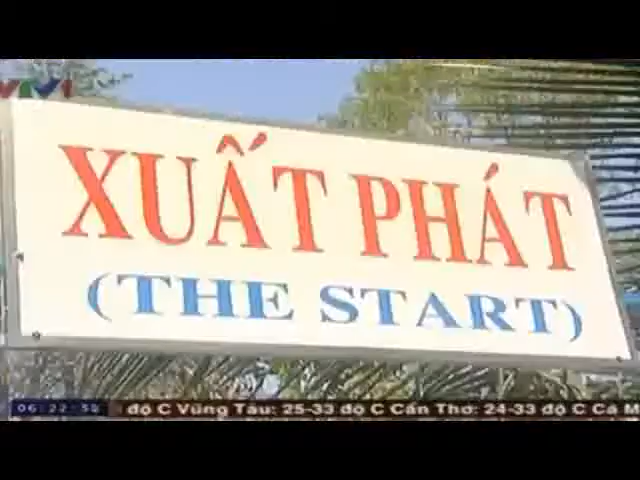 VTV1
XUẤT PHÁT
(THE START)
06:22:58 độ C Vũng Tàu: 25-33 độ C Cần Thơ: 24-33 độ C Cà M